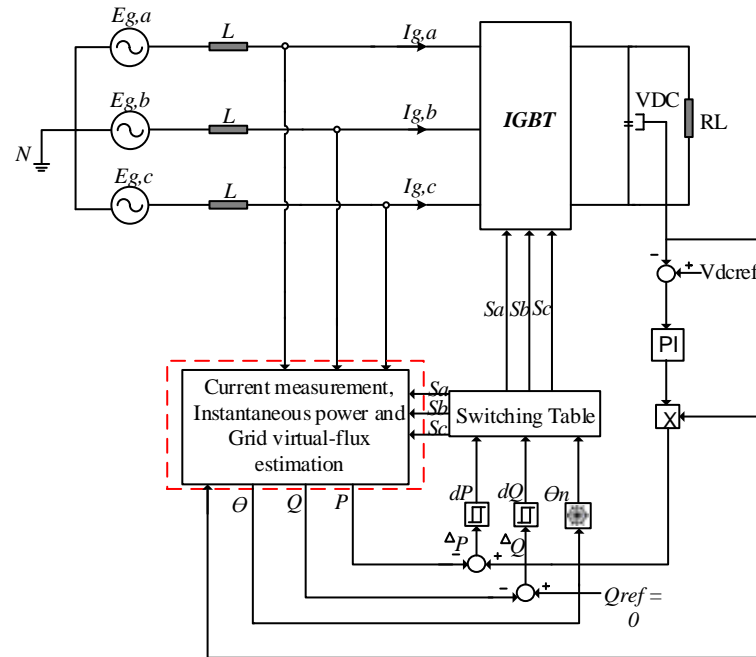 Eg,a
L
Ig,a
Eg,b
L
Ig,b
N
Eg,c
L
Ig,c
IGBT
VDC
RL
Vdcref
PI
X
Sa Sb Sc
Current measurement,
Instantaneous power and
Grid virtual-flux
estimation
Sa
Sb
Sc
Switching Table
ϴ Q P
dP dQ ϴn
ΔP ΔQ
Qref =
0